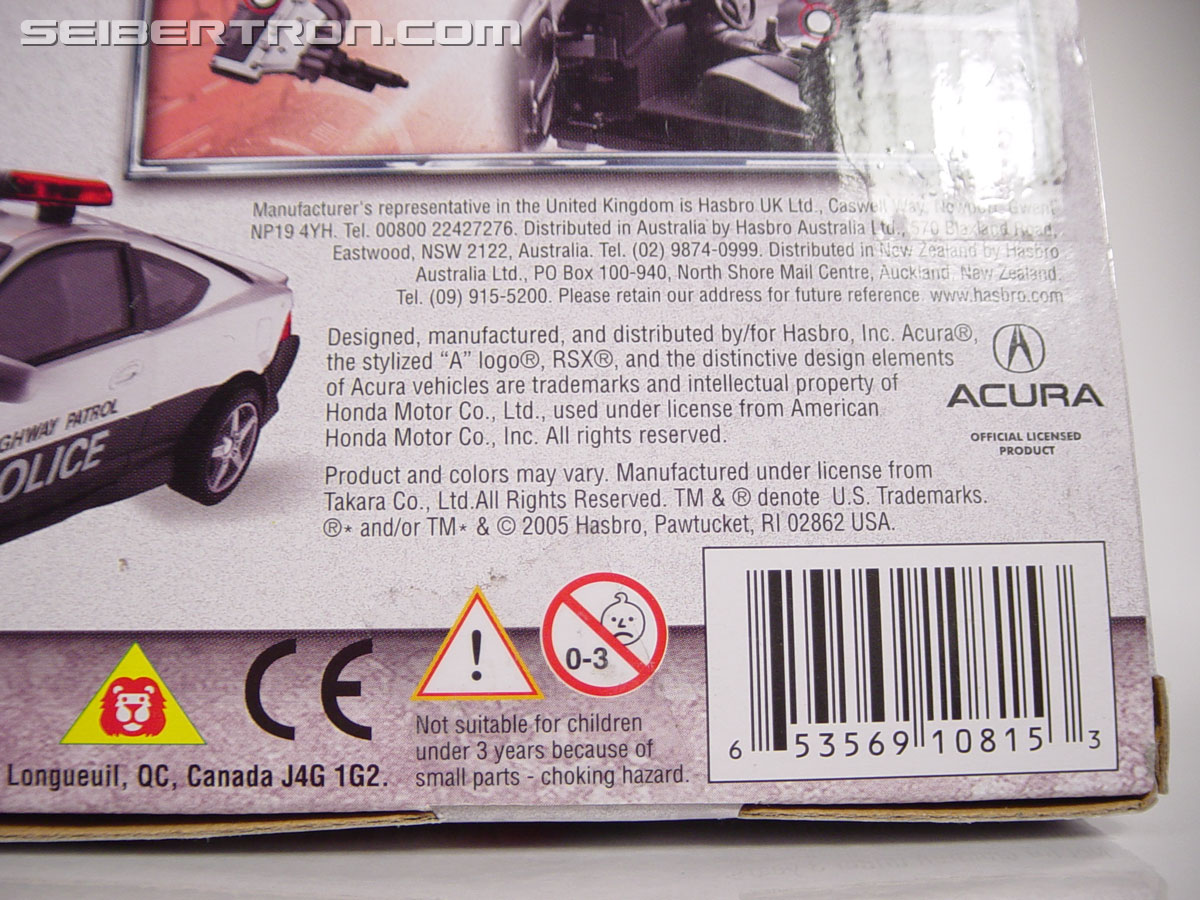 SEIBERTRON.com
Manufacturer's representative in the United Kingdom is Hasbro UK Ltd., Caswell Way, Newport, Gwent
NP19 4YH. Tel. 00800 22427276. Distributed in Australia by Hasbro Australia Ltd., 570 Blaxland Road,
Eastwood, NSW 2122, Australia. Tel. (02) 9874-0999. Distributed in New Zealand by Hasbro
Australia Ltd., PO Box 100-940, North Shore Mail Centre, Auckland, New Zealand.
Tel. (09) 915-5200. Please retain our address for future reference. www.hasbro.com
Designed, manufactured, and distributed by/for Hasbro, Inc. Acura®,
the stylized “A” logo®, RSX®, and the distinctive design elements
of Acura vehicles are trademarks and intellectual property of
Honda Motor Co., Ltd., used under license from American
Honda Motor Co., Inc. All rights reserved.
ACURA
OFFICIAL LICENSED
PRODUCT
GHWAY PATROL
OLICE
Product and colors may vary. Manufactured under license from
Takara Co., Ltd.All Rights Reserved. TM & ® denote U.S. Trademarks.
®* and/or TM* & © 2005 Hasbro, Pawtucket, RI 02862 USA.
CE
!
0-3
Not suitable for children
under 3 years because of
small parts - choking hazard.
Longueuil, QC, Canada J4G 1G2.
6 53569 10815 3